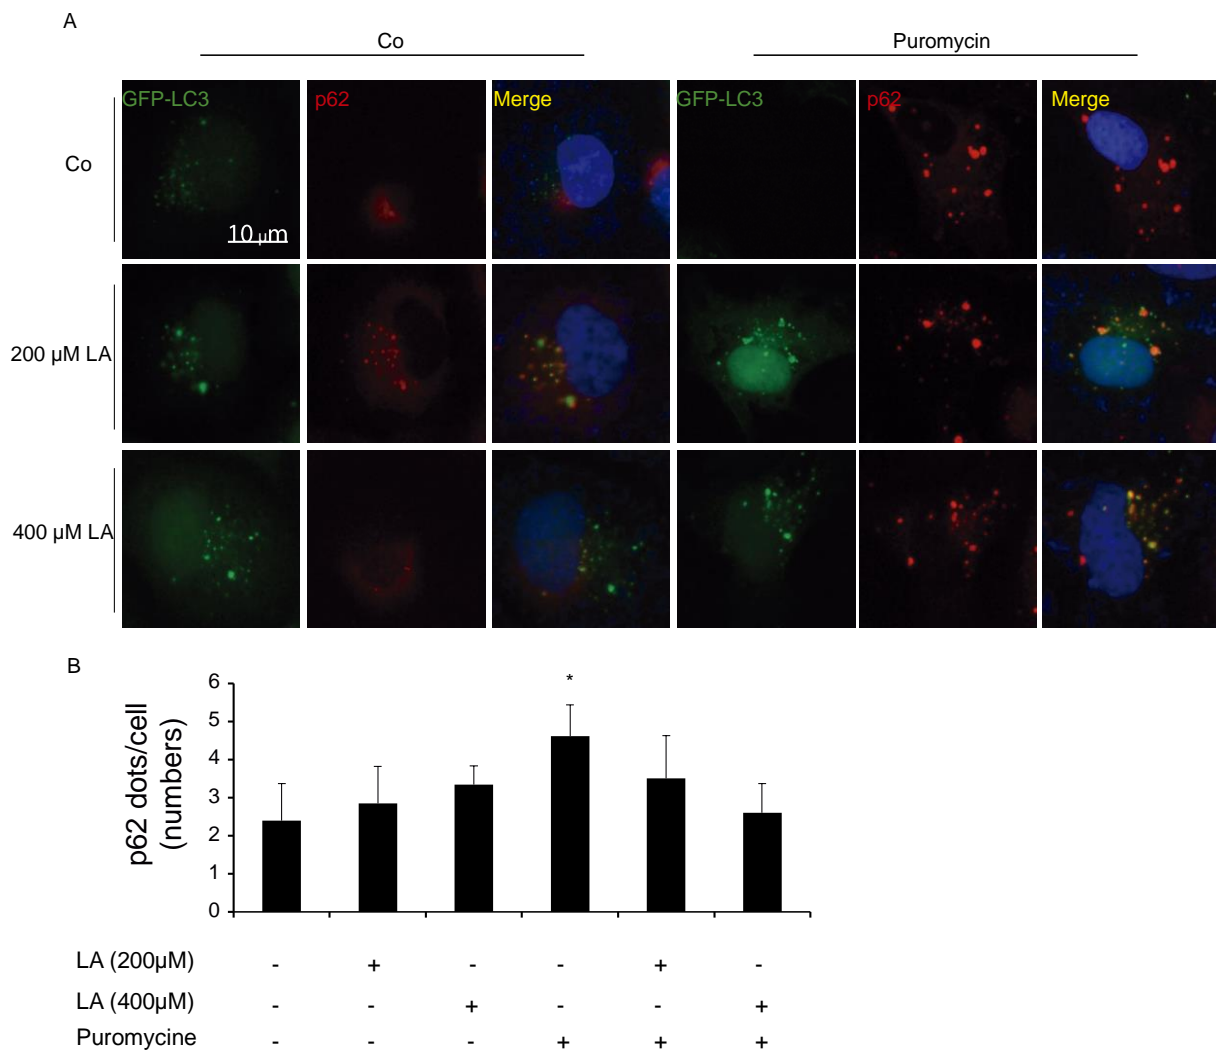 A
Co Puromycin
GFP-LC3 p62 Merge GFP-LC3 p62 Merge
Co
10 µm
200 µM LA
400 µM LA
B
p62 dots/cell
(numbers)
6
5
4
3
2
1
0
*
LA (200µM) - + - - + -
LA (400µM) - - + - - +
Puromycine - - - + + +